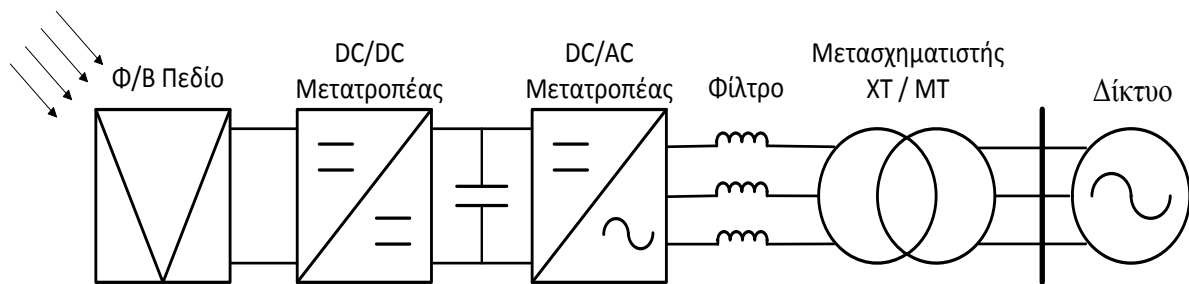 Φ/Β Πεδίο
DC/DC
Μετατροπέας
DC/AC
Μετατροπέας
Φίλτρο
Μετασχηματιστής
ΧΤ / ΜΤ
Δίκτυο